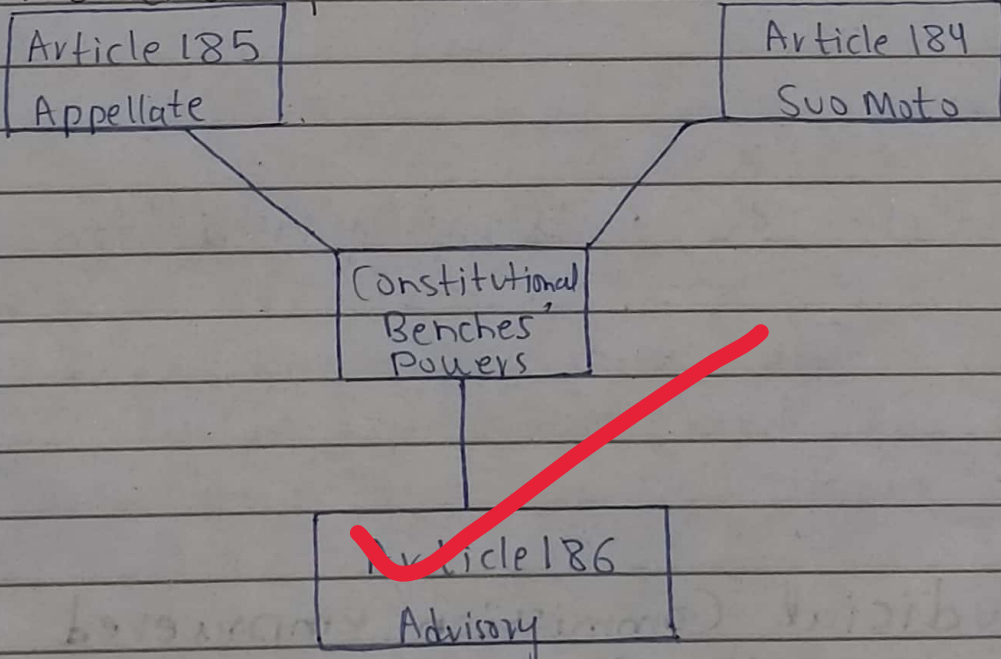 Article 185
Appellate
Article 184
Suo Moto
Constitutional
Benches'
Powers
Article 186
Advisory